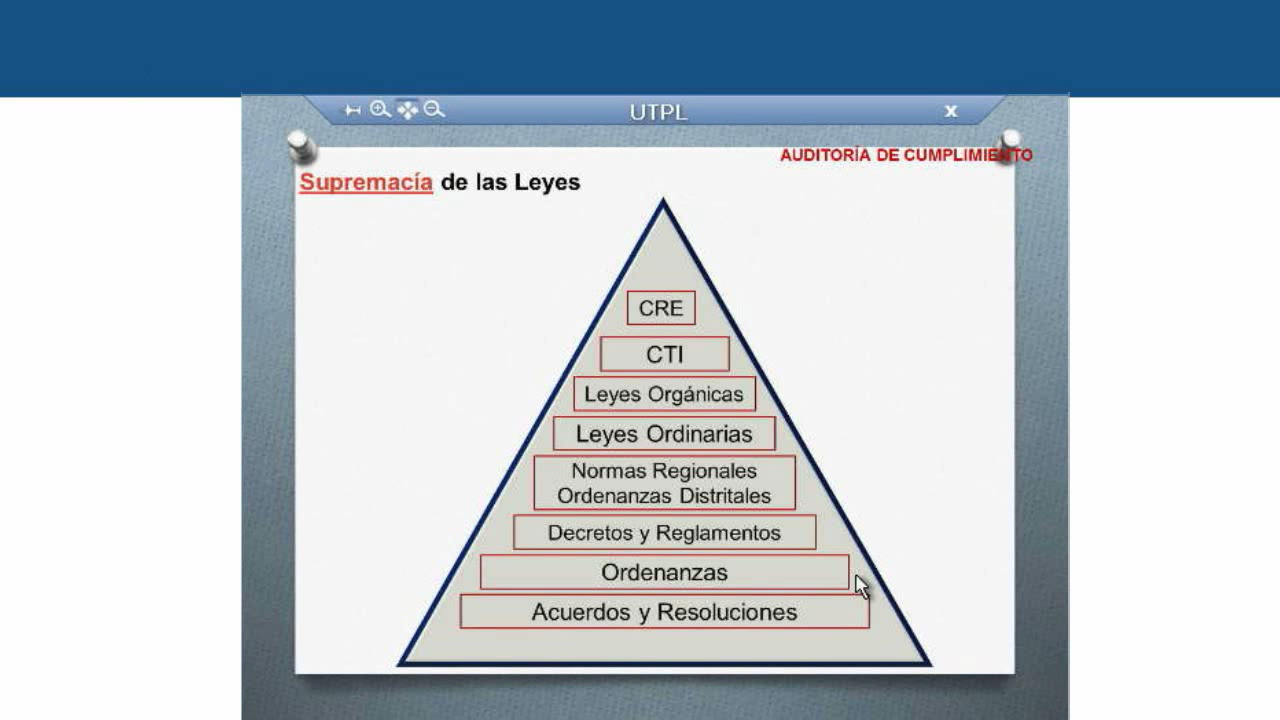 UTPL
x
AUDITORÍA DE CUMPLIMIENTO
Supremacía de las Leyes
CRE
CTI
Leyes Orgánicas
Leyes Ordinarias
Normas Regionales
Ordenanzas Distritales
Decretos y Reglamentos
Ordenanzas
Acuerdos y Resoluciones